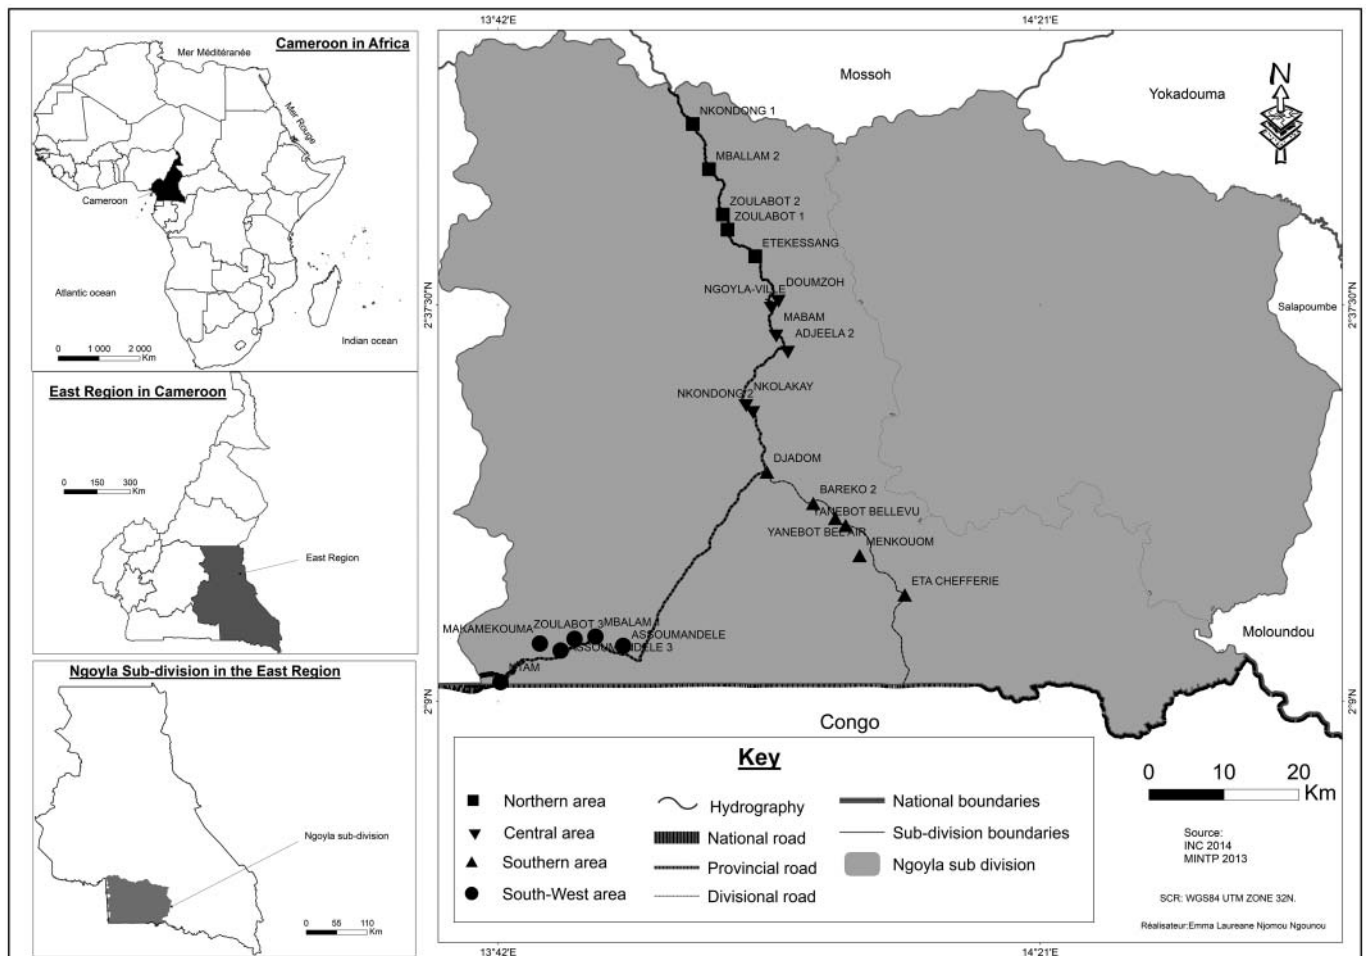 Cameroon in Africa
Mer Méditéranée
Mer Rouge
Cameroon
Atlantic ocean
Indian ocean
0 1 000 2 000
Km
East Region in Cameroon
0 150 300
Km
East Region
Ngoyla Sub-division in the East Region
Ngoyla sub-division
0 55 110
Km
13°42'E 14°21'E
Mossoh
Yokadouma
N
NKONDONG 1
MBALLAM 2
ZOULABOT 2
ZOULABOT 1
ETEKESSANG
DOUMZOH
NGOYLA-VILLE
2°37'30"N 2°37'30"N
Salapoumbe
MABAM
ADJEELA 2
NKOLAKAY
NKONDONG 2
DJADOM
BAREKO 2
YANEBOT BELLEVU
YANEBOT BEL AIR
MENKOUOM
ETA CHEFFERIE
MAKAMEKOUMA
ZOULABOT 3
MBALAM 1
ASSOUMANDELE
ASSOUMANDELE 3
NTAM
Moloundou
2°9'N 2°9'N
Congo
Key
Northern area
Central area
Southern area
South-West area
Hydrography
National road
Provincial road
Divisional road
National boundaries
Sub-division boundaries
Ngoyla sub division
0 10 20
Km
Source:
INC 2014
MINTP 2013
SCR: WGS84 UTM ZONE 32N.
Réalisateur:Emma Laureane Njomou Ngounou
13°42'E 14°21'E